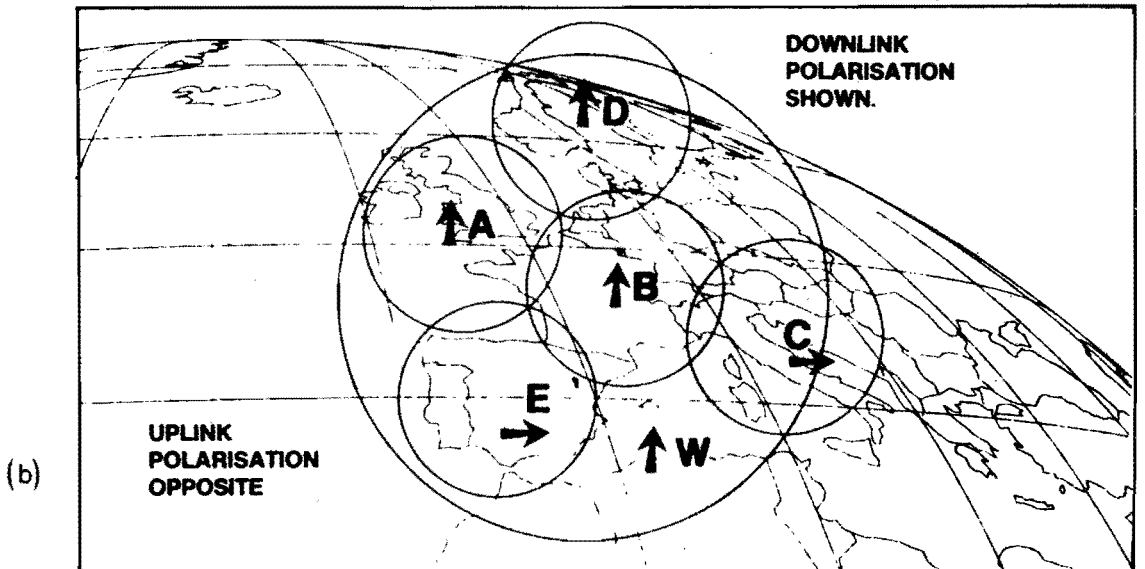 DOWNLINK
POLARISATION
SHOWN.
D
A
B
C
E
W
UPLINK
POLARISATION
OPPOSITE
(b)